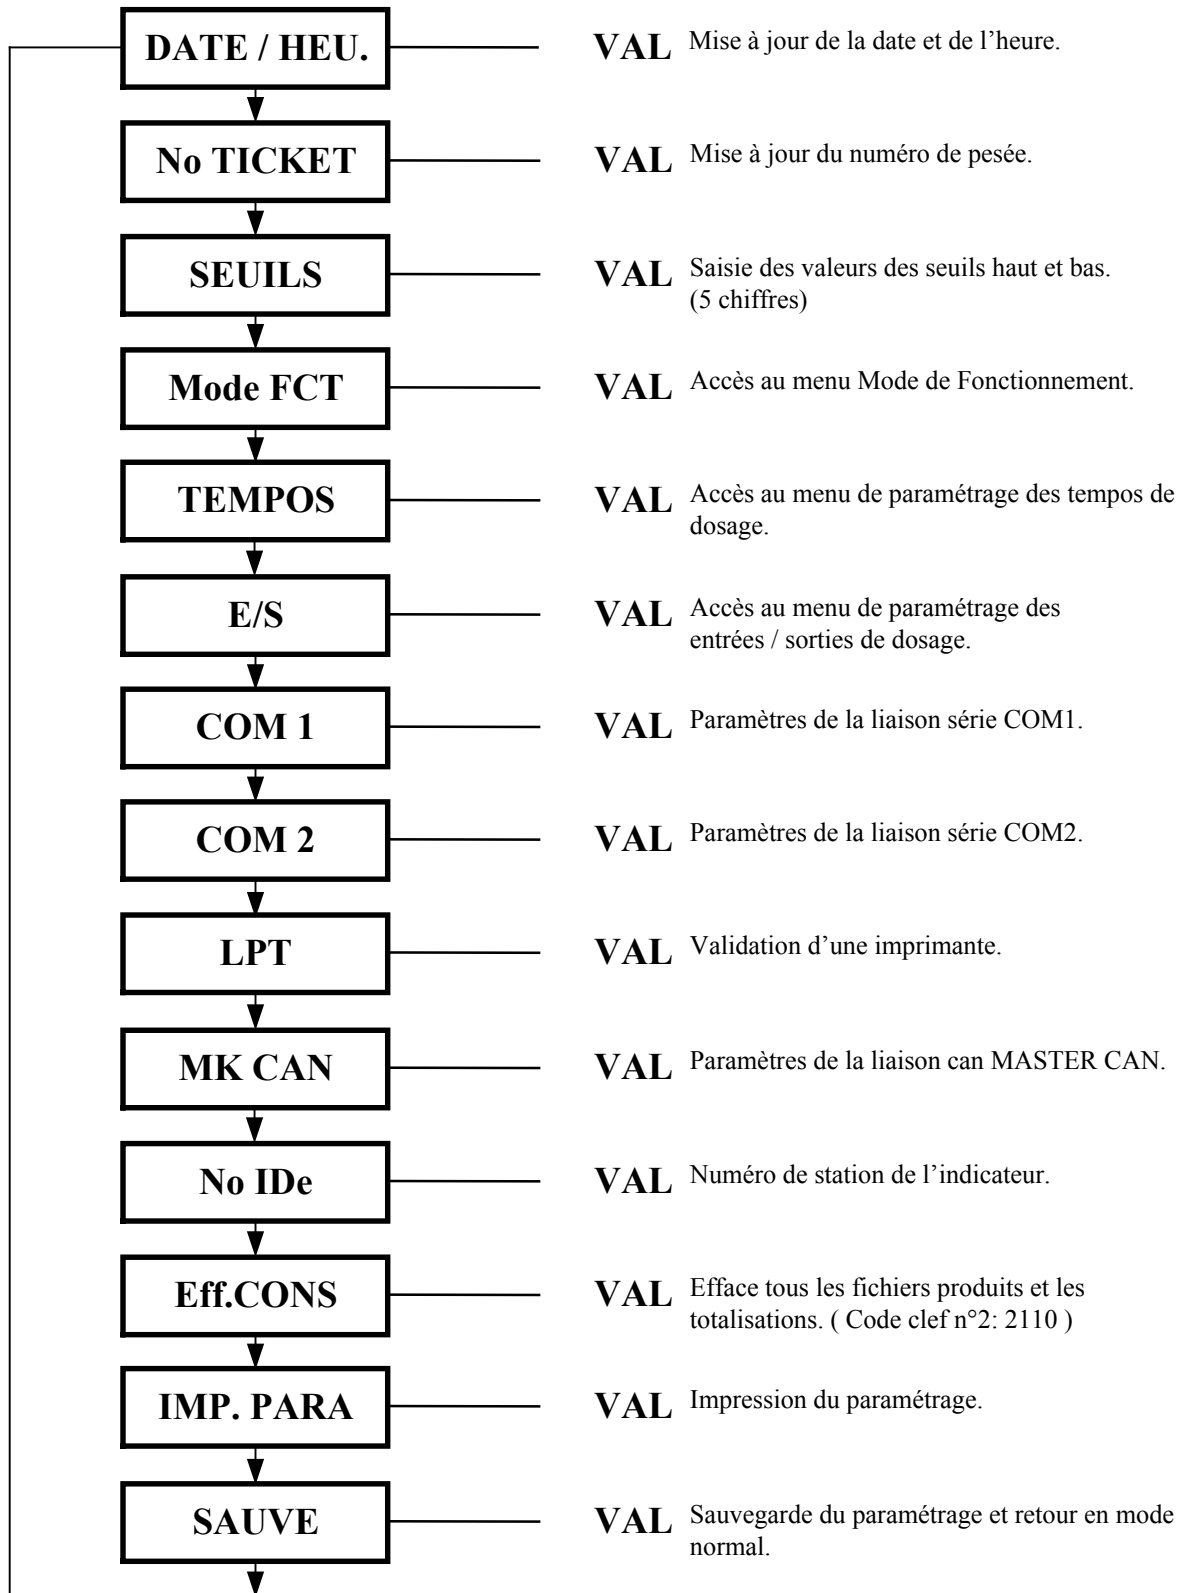 DATE / HEU. VAL Mise à jour de la date et de l’heure.
No TICKET VAL Mise à jour du numéro de pesée.
SEUILS VAL Saisie des valeurs des seuils haut et bas.
(5 chiffres)
Mode FCT VAL Accès au menu Mode de Fonctionnement.
TEMPOS VAL Accès au menu de paramétrage des tempos de
dosage.
E/S VAL Accès au menu de paramétrage des
entrées / sorties de dosage.
COM 1 VAL Paramètres de la liaison série COM1.
COM 2 VAL Paramètres de la liaison série COM2.
LPT VAL Validation d’une imprimante.
MK CAN VAL Paramètres de la liaison can MASTER CAN.
No IDe VAL Numéro de station de l’indicateur.
Eff.CONS VAL Efface tous les fichiers produits et les
totalisations. ( Code clef n°2: 2110 )
IMP. PARA VAL Impression du paramétrage.
SAUVE VAL Sauvegarde du paramétrage et retour en mode
normal.